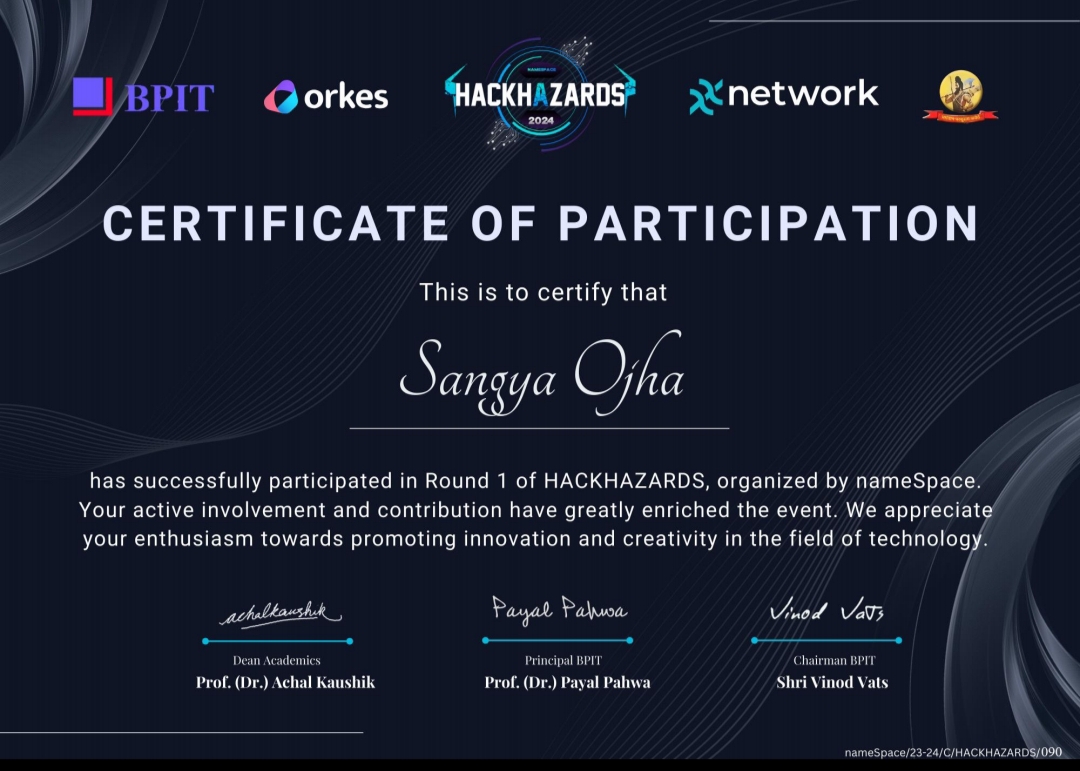 BPIT
orkes
NAMESPACE
HACKHAZARDS
2024
network
CERTIFICATE OF PARTICIPATION
This is to certify that
Sangya Ojha
has successfully participated in Round 1 of HACKHAZARDS, organized by nameSpace.
Your active involvement and contribution have greatly enriched the event. We appreciate
your enthusiasm towards promoting innovation and creativity in the field of technology.
achalkaushik
Payal Pahwa
Vinod Vats
Dean Academics
Principal BPIT
Chairman BPIT
Prof. (Dr.) Achal Kaushik
Prof. (Dr.) Payal Pahwa
Shri Vinod Vats
nameSpace/23-24/C/HACKHAZARDS/090